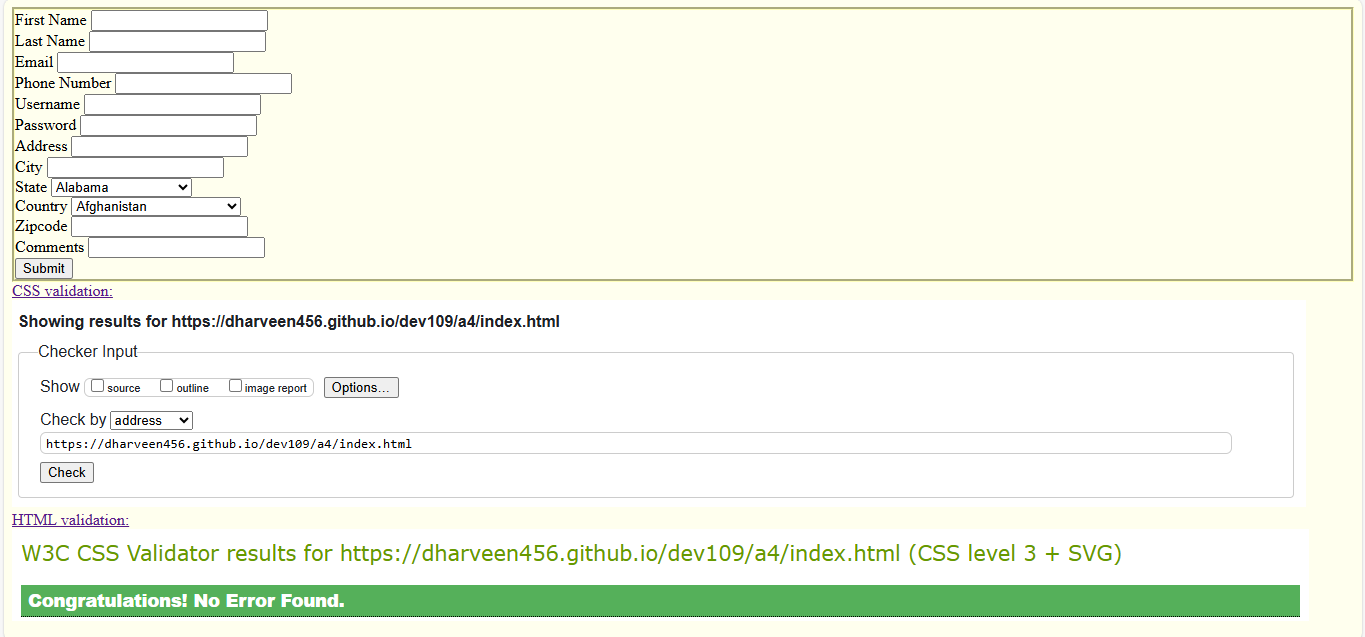 First Name
Last Name
Email
Phone Number
Username
Password
Address
City
State Alabama
Country Afghanistan
Zipcode
Comments
Submit
CSS validation:
Showing results for https://dharveen456.github.io/dev109/a4/index.html
Checker Input
Show source outline image report Options...
Check by address
https://dharveen456.github.io/dev109/a4/index.html
Check
HTML validation:
W3C CSS Validator results for https://dharveen456.github.io/dev109/a4/index.html (CSS level 3 + SVG)
Congratulations! No Error Found.